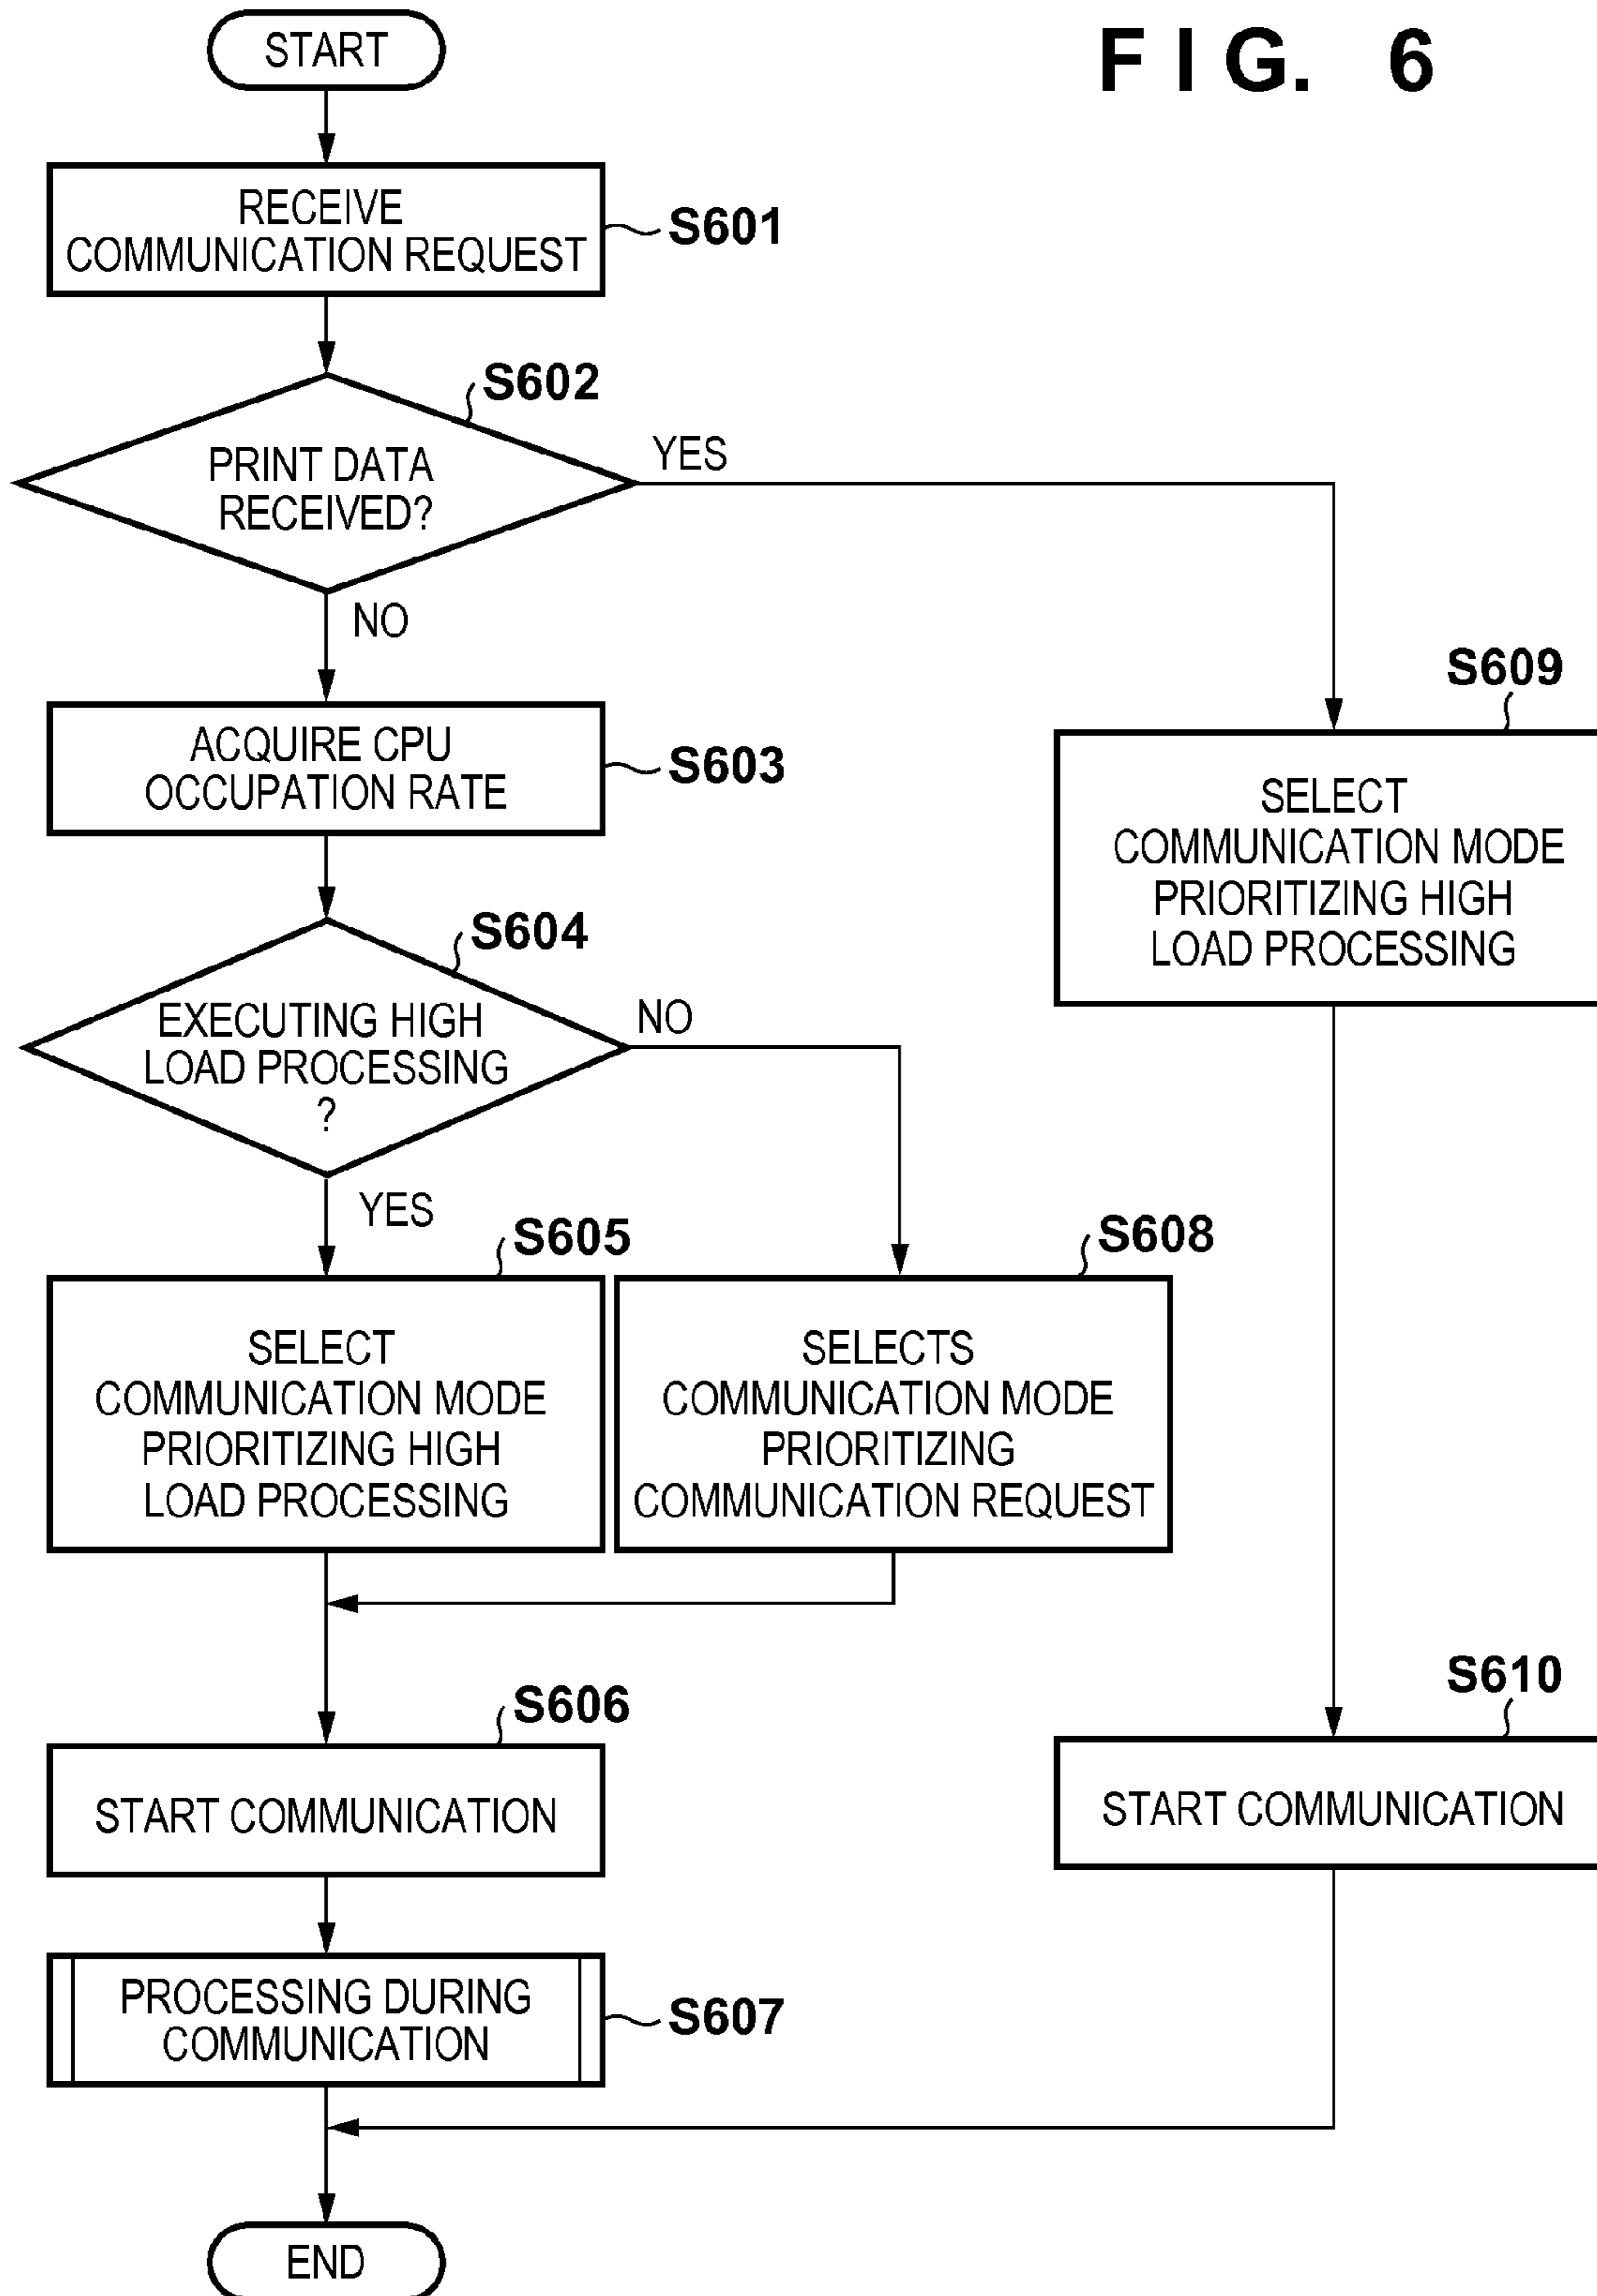 FIG. 6
START
RECEIVE
COMMUNICATION REQUEST
S601
S602
PRINT DATA
RECEIVED?
YES
NO
ACQUIRE CPU
OCCUPATION RATE
S603
S609
SELECT
COMMUNICATION MODE
PRIORITIZING HIGH
LOAD PROCESSING
S604
EXECUTING HIGH
LOAD PROCESSING
?
NO
YES
S605
SELECT
COMMUNICATION MODE
PRIORITIZING HIGH
LOAD PROCESSING
S608
SELECTS
COMMUNICATION MODE
PRIORITIZING
COMMUNICATION REQUEST
S606
START COMMUNICATION
S610
START COMMUNICATION
PROCESSING DURING
COMMUNICATION
S607
END